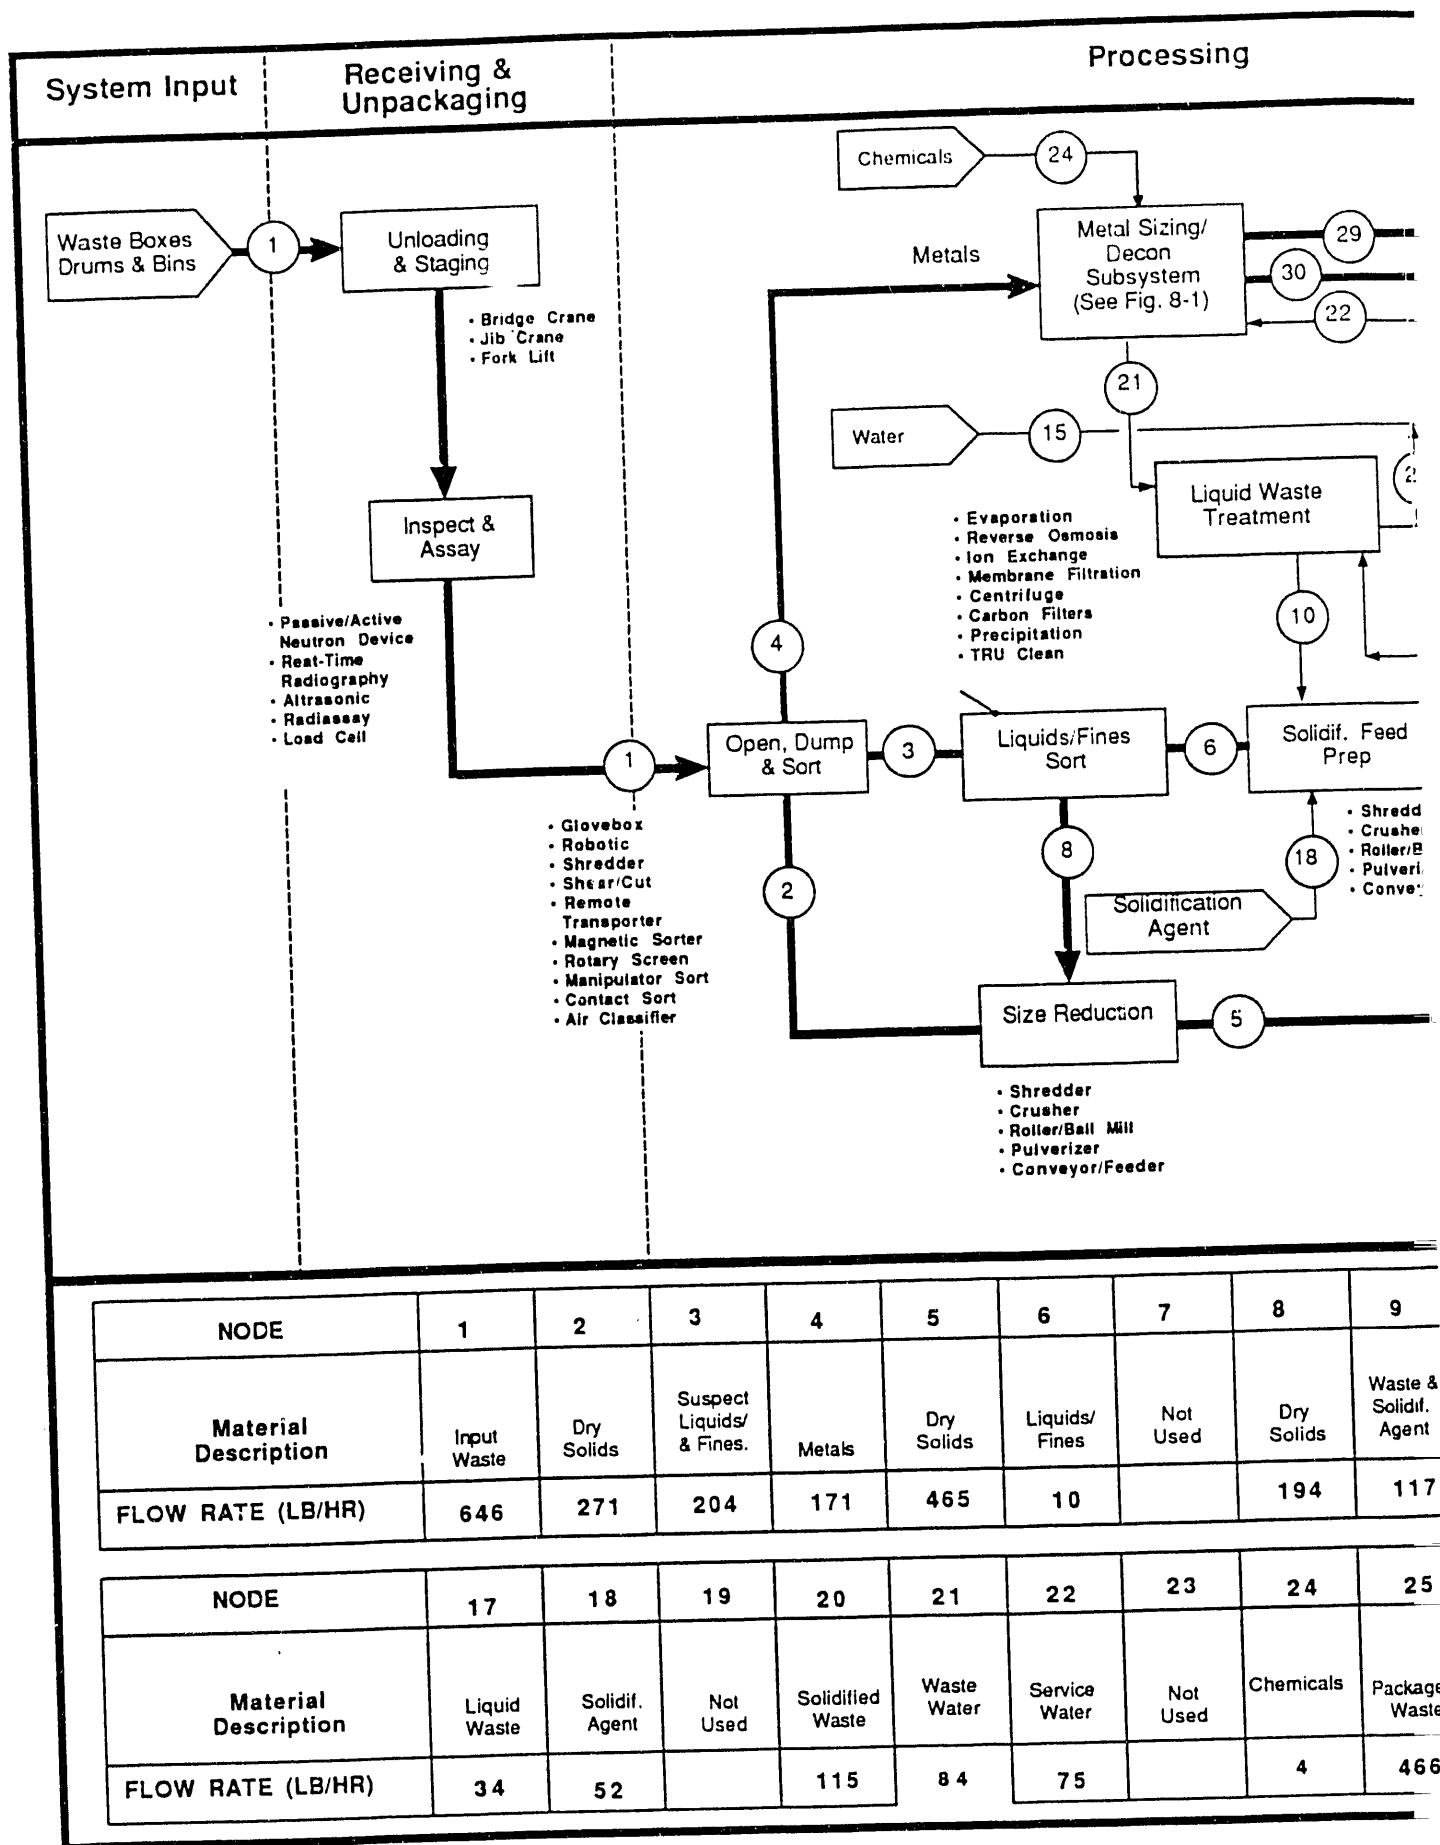 System Input
Receiving &
Unpackaging
Processing
Chemicals
24
Waste Boxes
Drums & Bins
1
Unloading
& Staging
• Bridge Crane
• Jib Crane
• Fork Lift
Metals
Metal Sizing/
Decon
Subsystem
(See Fig. 8-1)
29
30
22
21
Water
15
Inspect &
Assay
• Passive/Active
Neutron Device
• Reat-Time
Radiography
• Altrasonic
• Radiassay
• Load Cell
• Evaporation
• Reverse Osmosis
• Ion Exchange
• Membrane Filtration
• Centrifuge
• Carbon Filters
• Precipitation
• TRU Clean
Liquid Waste
Treatment
2
10
4
1
Open, Dump
& Sort
3
Liquids/Fines
Sort
6
Solidif. Feed
Prep
• Glovebox
• Robotic
• Shredder
• Shear/Cut
• Remote
Transporter
• Magnetic Sorter
• Rotary Screen
• Manipulator Sort
• Contact Sort
• Air Classifier
2
8
18
• Shredd
• Crushe
• Roller/B
• Pulveri
• Convey
Solidification
Agent
Size Reduction
5
• Shredder
• Crusher
• Roller/Ball Mill
• Pulverizer
• Conveyor/Feeder
NODE 1 2 3 4 5 6 7 8 9
Material
Description
Input
Waste
Dry
Solids
Suspect
Liquids/
& Fines.
Metals
Dry
Solids
Liquids/
Fines
Not
Used
Dry
Solids
Waste &
Solidif.
Agent
FLOW RATE (LB/HR) 646 271 204 171 465 10 194 117
NODE 17 18 19 20 21 22 23 24 25
Material
Description
Liquid
Waste
Solidif.
Agent
Not
Used
Solidified
Waste
Waste
Water
Service
Water
Not
Used
Chemicals
Package
Waste
FLOW RATE (LB/HR) 34 52 115 84 75 4 466